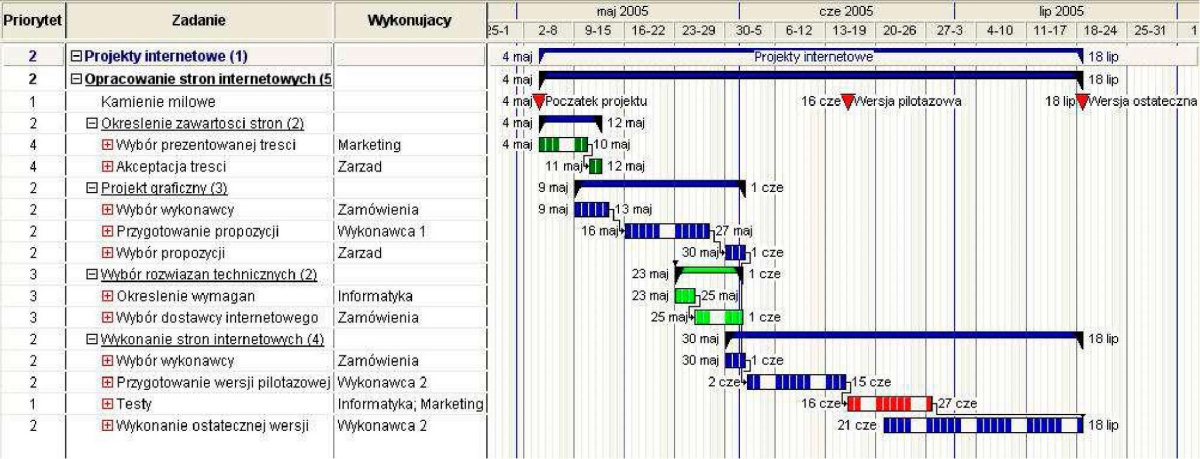 Priorytet Zadanie Wykonujacy maj 2005 cze 2005 lip 2005
25-1 2-8 9-15 16-22 23-29 30-5 6-12 13-19 20-26 27-3 4-10 11-17 18-24 25-31 1
2 Projekty internetowe (1) 4 maj Projekty internetowe 18 lip
2 Opracowanie stron internetowych (5 4 maj 18 lip
1 Kamienie milowe 4 maj Poczatek projektu 16 cze Wersja pilotazowa 18 lip Wersja ostateczna
2 Okreslenie zawartosci stron (2) 4 maj 12 maj
4 Wybór prezentowanej tresci Marketing 4 maj 10 maj
4 Akceptacja tresci Zarzad 11 maj 12 maj
2 Projekt graficzny (3) 9 maj 1 cze
2 Wybór wykonawcy Zamówienia 9 maj 13 maj
2 Przygotowanie propozycji Wykonawca 1 16 maj 27 maj
2 Wybór propozycji Zarzad 30 maj 1 cze
3 Wybór rozwiazan technicznych (2) 23 maj 1 cze
3 Okreslenie wymagan Informatyka 23 maj 25 maj
3 Wybór dostawcy internetowego Zamówienia 25 maj 1 cze
2 Wykonanie stron internetowych (4) 30 maj 18 lip
2 Wybór wykonawcy Zamówienia 30 maj 1 cze
2 Przygotowanie wersji pilotazowej Wykonawca 2 2 cze 15 cze
1 Testy Informatyka; Marketing 16 cze 27 cze
2 Wykonanie ostatecznej wersji Wykonawca 2 21 cze 18 lip